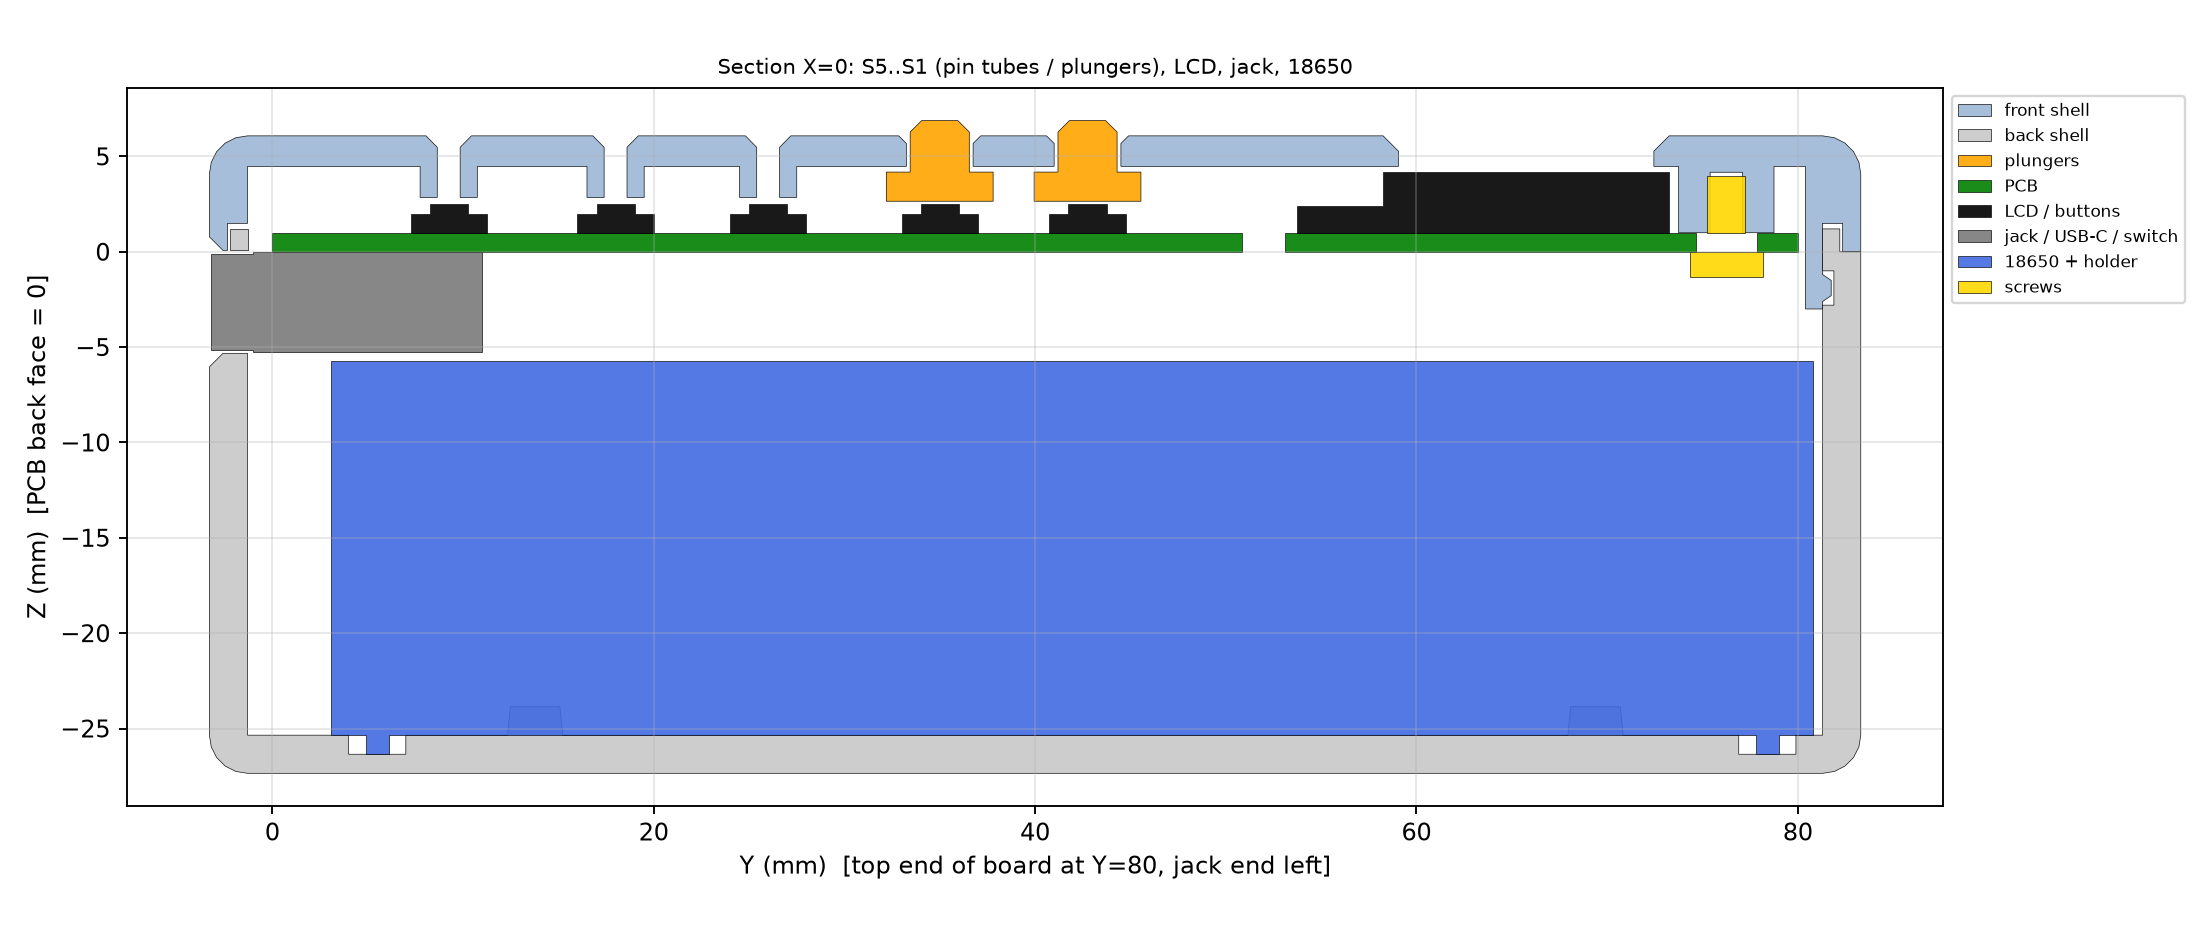 Section X=0: S5..S1 (pin tubes / plungers), LCD, jack, 18650
front shell
back shell
plungers
PCB
LCD / buttons
jack / USB-C / switch
18650 + holder
screws
5
0
−5
−10
−15
−20
−25
Z (mm)  [PCB back face = 0]
0
20
40
60
80
Y (mm)  [top end of board at Y=80, jack end left]